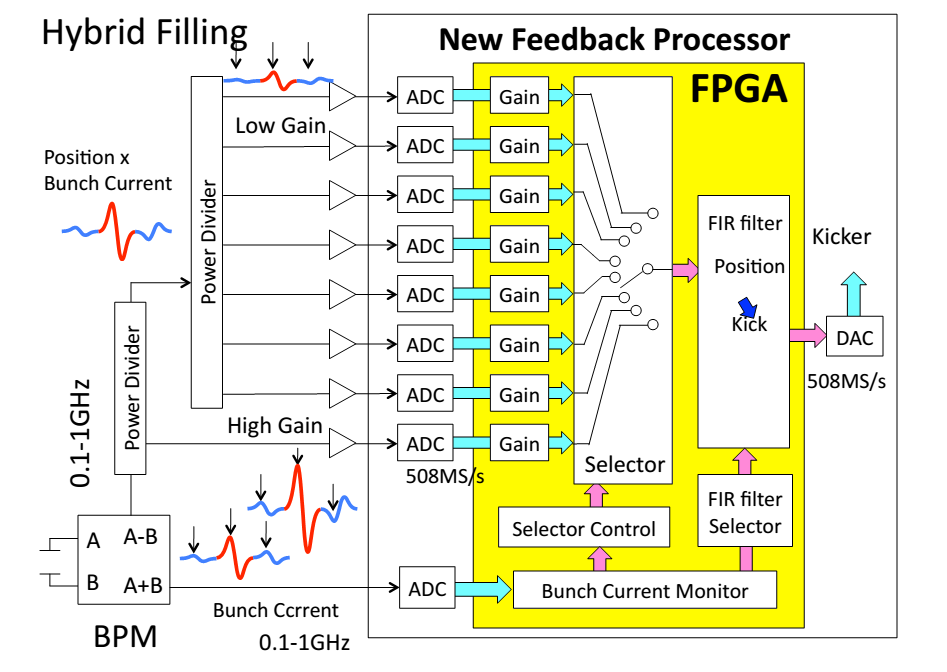 Hybrid Filling
New Feedback Processor
FPGA
Position x
Bunch Current
Low Gain
High Gain
Power Divider
Power Divider
0.1-1GHz
ADC
Gain
ADC
Gain
ADC
Gain
ADC
Gain
ADC
Gain
ADC
Gain
ADC
Gain
ADC
Gain
508MS/s
Selector
FIR filter
Position
Kick
Kicker
DAC
508MS/s
Selector Control
FIR filter
Selector
A
A-B
B
A+B
BPM
ADC
Bunch Current Monitor
Bunch Ccrrent
0.1-1GHz